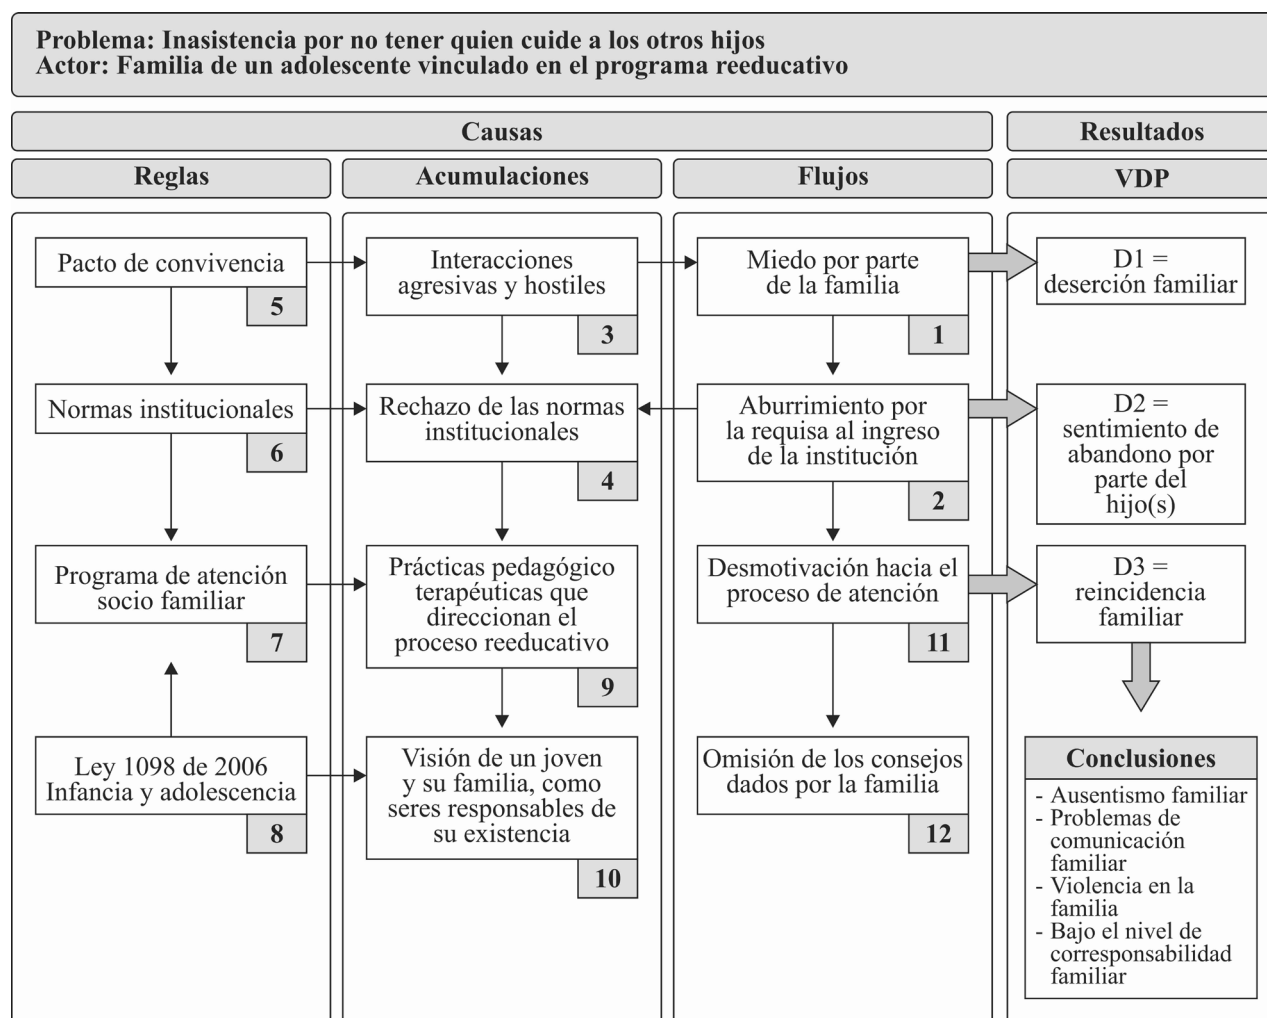 Problema: Inasistencia por no tener quien cuide a los otros hijos
Actor: Familia de un adolescente vinculado en el programa reeducativo
Causas
Resultados
Reglas
Acumulaciones
Flujos
VDP
Pacto de convivencia
5
Interacciones
agresivas y hostiles
3
Miedo por parte
de la familia
1
D1 =
deserción familiar
Normas institucionales
6
Rechazo de las normas
institucionales
4
Aburrimiento por
la requisa al ingreso
de la institución
2
D2 =
sentimiento de
abandono por
parte del
hijo(s)
Programa de atención
socio familiar
7
Prácticas pedagógico
terapéuticas que
direccionan el
proceso reeducativo
9
Desmotivación hacia el
proceso de atención
11
D3 =
reincidencia
familiar
Ley 1098 de 2006
Infancia y adolescencia
8
Visión de un joven
y su familia, como
seres responsables de
su existencia
10
Omisión de los consejos
dados por la familia
12
Conclusiones
- Ausentismo familiar
- Problemas de
comunicación
familiar
- Violencia en la
familia
- Bajo el nivel de
corresponsabilidad
familiar